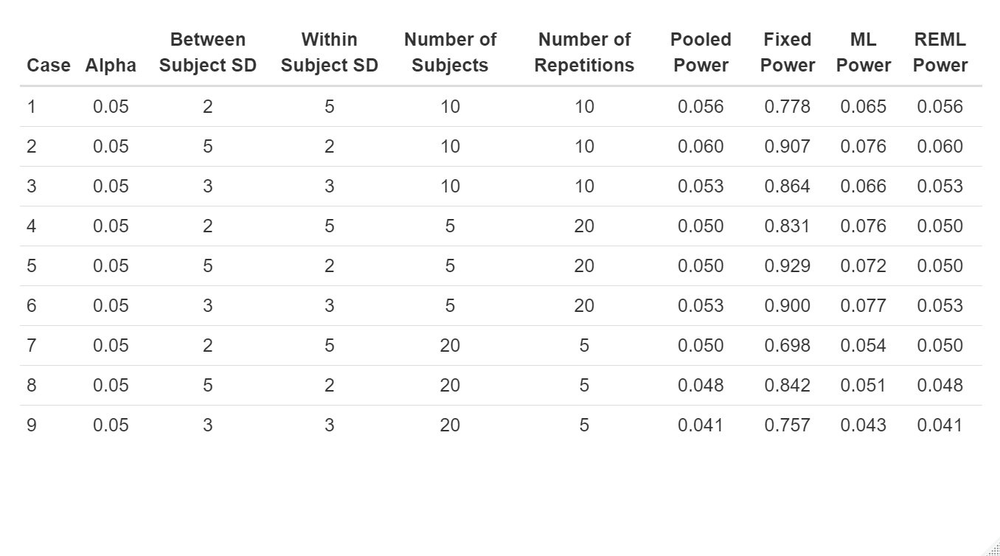 Between Within Number of Number of Pooled Fixed ML REML
Case Alpha Subject SD Subject SD Subjects Repetitions Power Power Power Power
1 0.05 2 5 10 10 0.056 0.778 0.065 0.056
2 0.05 5 2 10 10 0.060 0.907 0.076 0.060
3 0.05 3 3 10 10 0.053 0.864 0.066 0.053
4 0.05 2 5 5 20 0.050 0.831 0.076 0.050
5 0.05 5 2 5 20 0.050 0.929 0.072 0.050
6 0.05 3 3 5 20 0.053 0.900 0.077 0.053
7 0.05 2 5 20 5 0.050 0.698 0.054 0.050
8 0.05 5 2 20 5 0.048 0.842 0.051 0.048
9 0.05 3 3 20 5 0.041 0.757 0.043 0.041